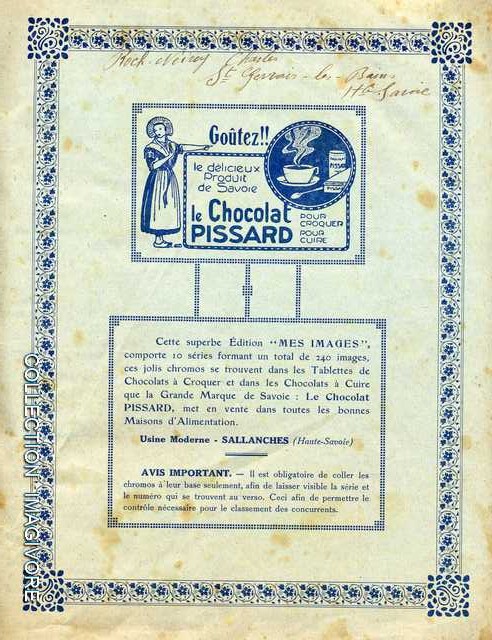 Charles
St Gervais-les-Bains
Hte Savoie
Goûtez!!
le délicieux
Produit
de Savoie
le Chocolat
PISSARD
POUR
CROQUER
POUR
CUIRE
PISSARD
PISSARD
Cette superbe Édition "MES IMAGES",
comporte 10 séries formant un total de 240 images,
ces jolis chromos se trouvent dans les Tablettes de
Chocolats à Croquer et dans les Chocolats à Cuire
que la Grande Marque de Savoie : Le Chocolat
PISSARD, met en vente dans toutes les bonnes
Maisons d'Alimentation.
Usine Moderne - SALLANCHES (Haute-Savoie)
AVIS IMPORTANT. — Il est obligatoire de coller les
chromos à leur base seulement, afin de laisser visible la série et
le numéro qui se trouvent au verso. Ceci afin de permettre le
contrôle nécessaire pour le classement des concurrents.
COLLECTION - IMAGIVORE